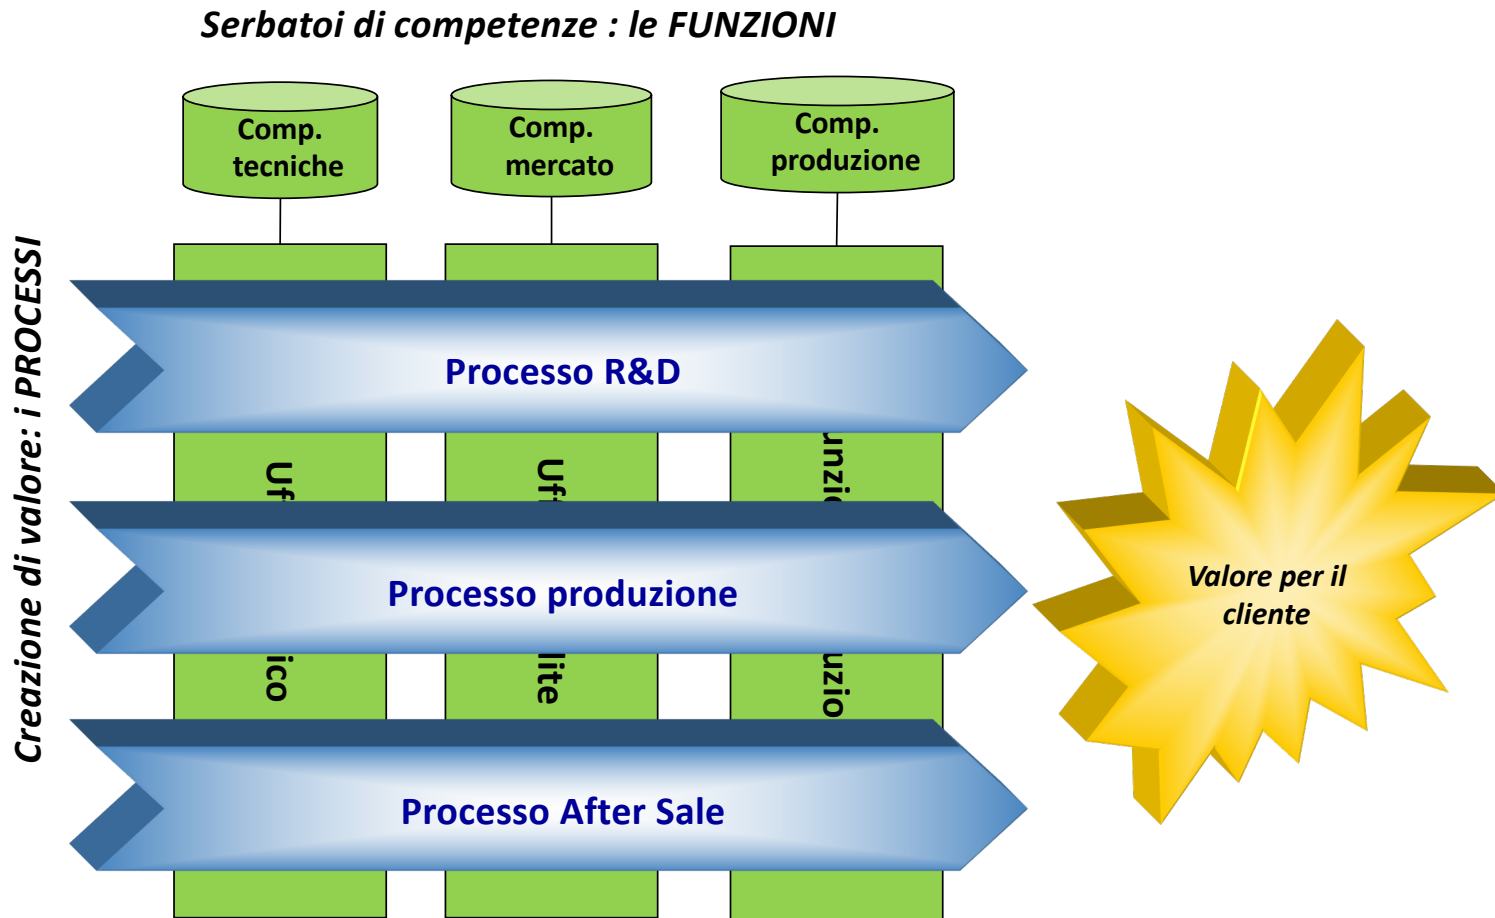 Serbatoi di competenze : le FUNZIONI
Comp.
tecniche
Comp.
mercato
Comp.
produzione
Creazione di valore: i PROCESSI
Processo R&D
Processo produzione
Processo After Sale
Valore per il
cliente